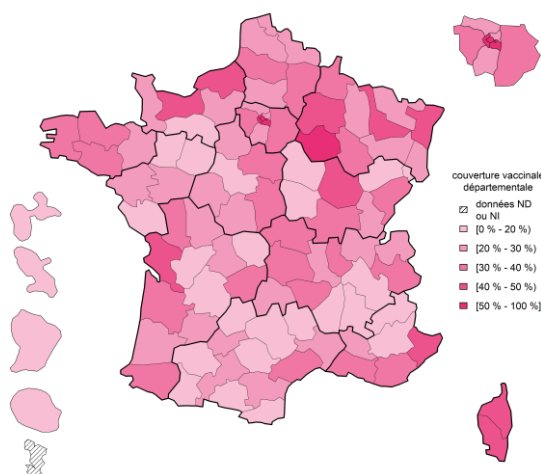 couverture vaccinale
départementale
données ND
ou NI
[0 % - 20 %)
[20 % - 30 %)
[30 % - 40 %)
[40 % - 50 %)
[50 % - 100 %]